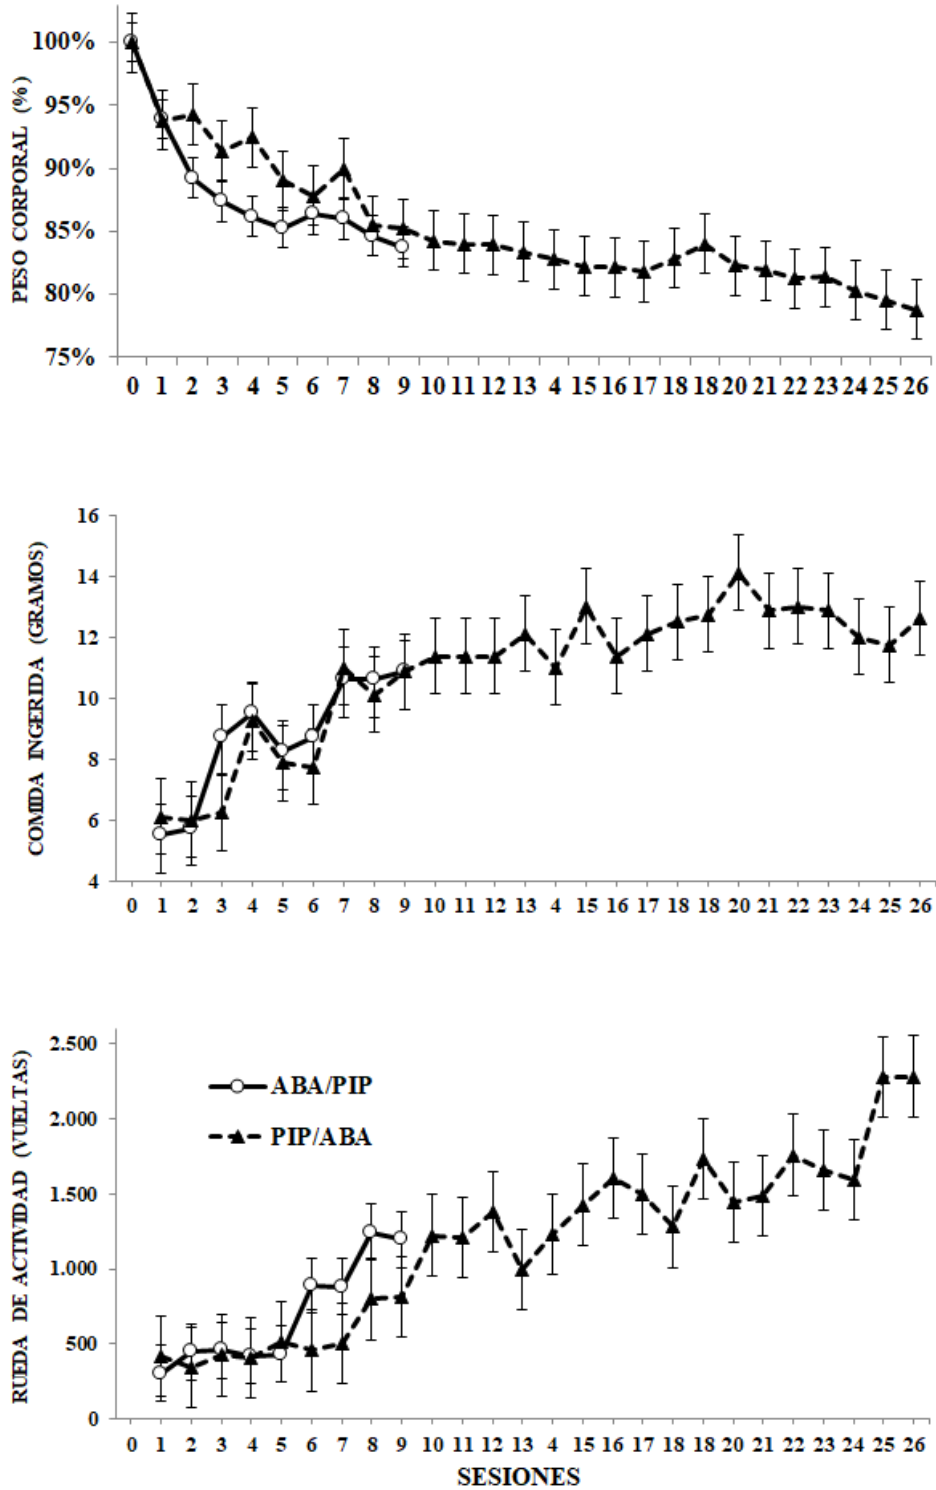 PESO CORPORAL (%)
100%
95%
90%
85%
80%
75%
0 1 2 3 4 5 6 7 8 9 10 11 12 13 4 15 16 17 18 18 20 21 22 23 24 25 26
COMIDA INGERIDA (GRAMOS)
16
14
12
10
8
6
4
0 1 2 3 4 5 6 7 8 9 10 11 12 13 4 15 16 17 18 18 20 21 22 23 24 25 26
RUEDA DE ACTIVIDAD (VUELTAS)
2.500
2.000
1.500
1.000
500
0
ABA/PIP
PIP/ABA
0 1 2 3 4 5 6 7 8 9 10 11 12 13 4 15 16 17 18 18 20 21 22 23 24 25 26
SESIONES